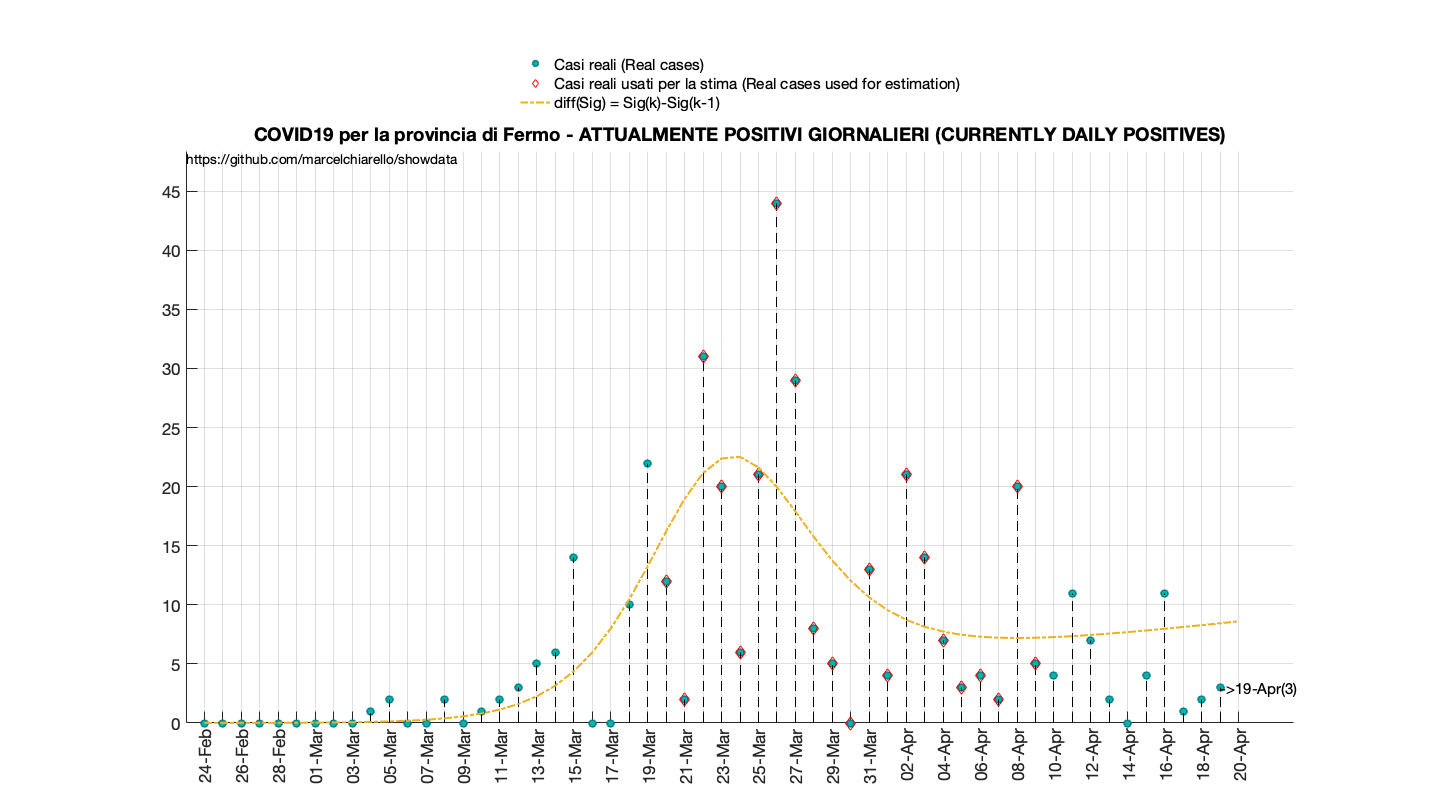 Casi reali (Real cases)
Casi reali usati per la stima (Real cases used for estimation)
diff(Sig) = Sig(k)-Sig(k-1)
COVID19 per la provincia di Fermo - ATTUALMENTE POSITIVI GIORNALIERI (CURRENTLY DAILY POSITIVES)
https://github.com/marcelchiarello/showdata
45
40
35
30
25
20
15
10
5
0
->19-Apr(3)
24-Feb
26-Feb
28-Feb
01-Mar
03-Mar
05-Mar
07-Mar
09-Mar
11-Mar
13-Mar
15-Mar
17-Mar
19-Mar
21-Mar
23-Mar
25-Mar
27-Mar
29-Mar
31-Mar
02-Apr
04-Apr
06-Apr
08-Apr
10-Apr
12-Apr
14-Apr
16-Apr
18-Apr
20-Apr